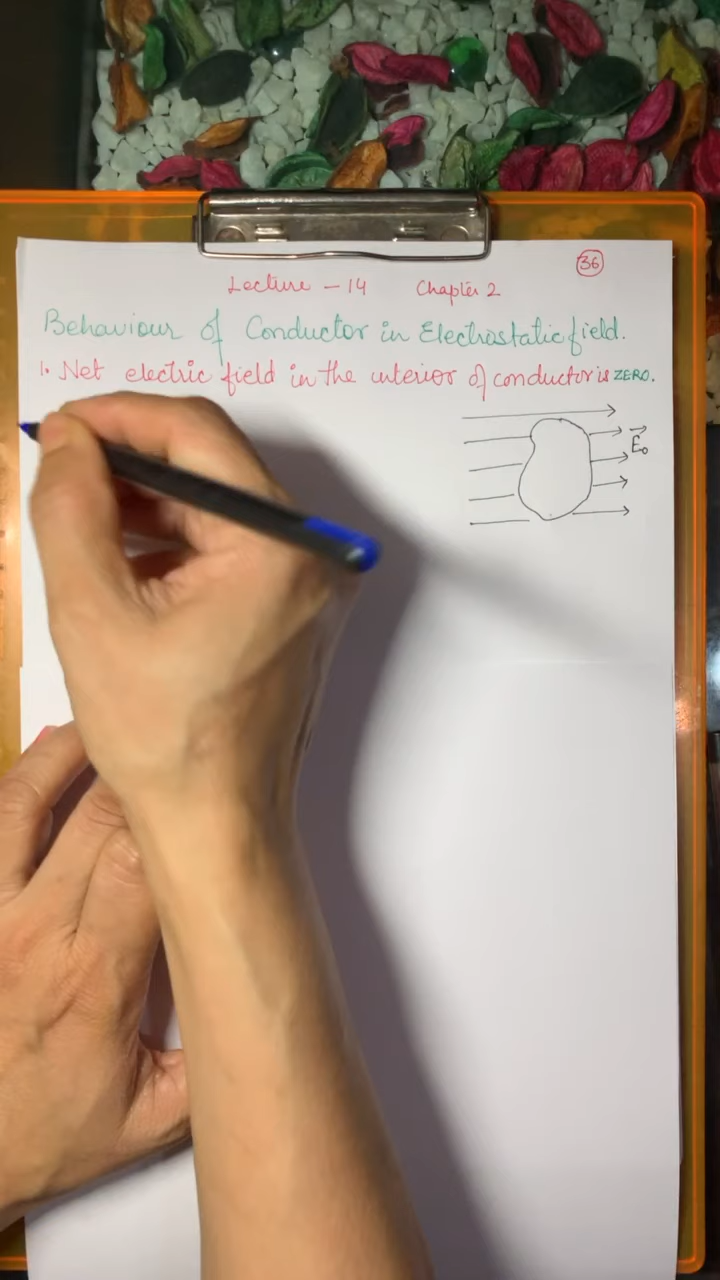 36
Lecture - 14 Chapter 2
Behaviour of Conductor in Electrostatic field.
1. Net electric field in the interior of conductor is ZERO.
E⃗₀